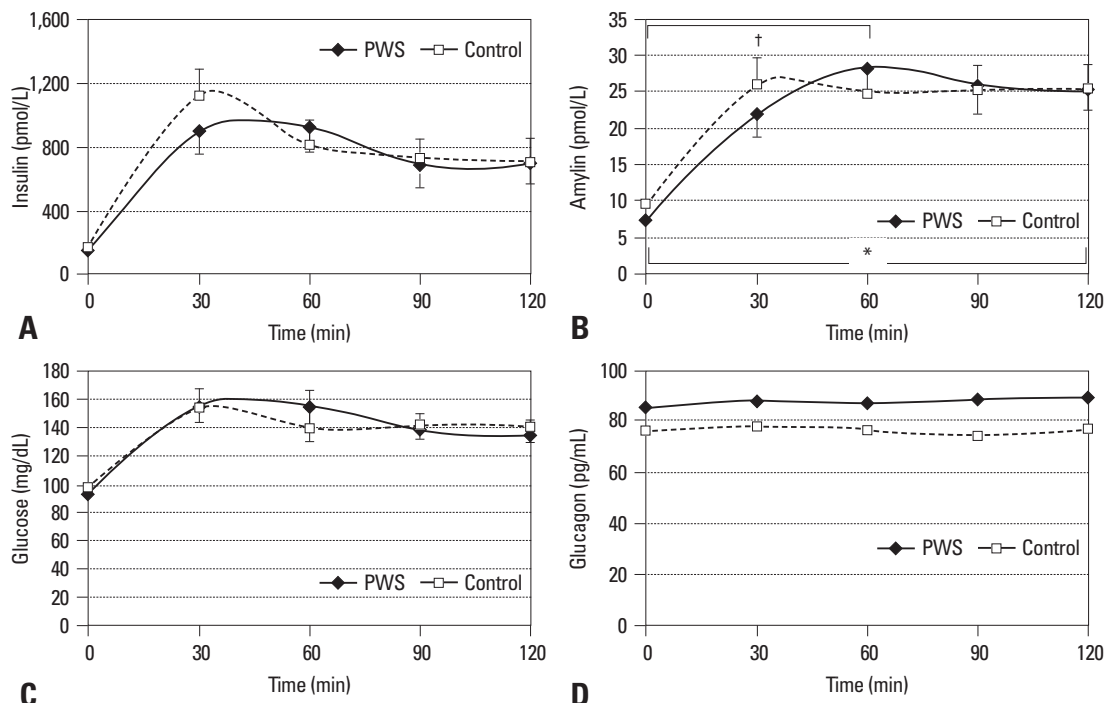 1,600
1,200
800
400
0
Insulin (pmol/L)
PWS Control
0 30 60 90 120
Time (min)
A
35
30
25
20
15
10
5
0
Amylin (pmol/L)
†
PWS Control
*
0 30 60 90 120
Time (min)
B
180
160
140
120
100
80
60
40
20
0
Glucose (mg/dL)
PWS Control
0 30 60 90 120
Time (min)
C
100
80
60
40
20
0
Glucagon (pg/mL)
PWS Control
0 30 60 90 120
Time (min)
D